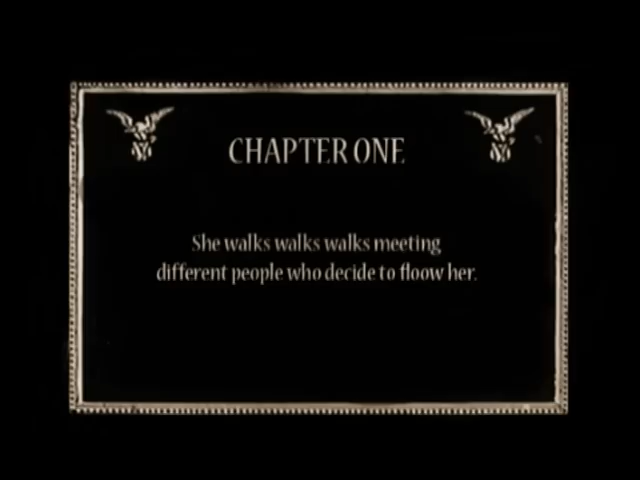 CHAPTER ONE
She walks walks walks meeting
different people who decide to floow her.